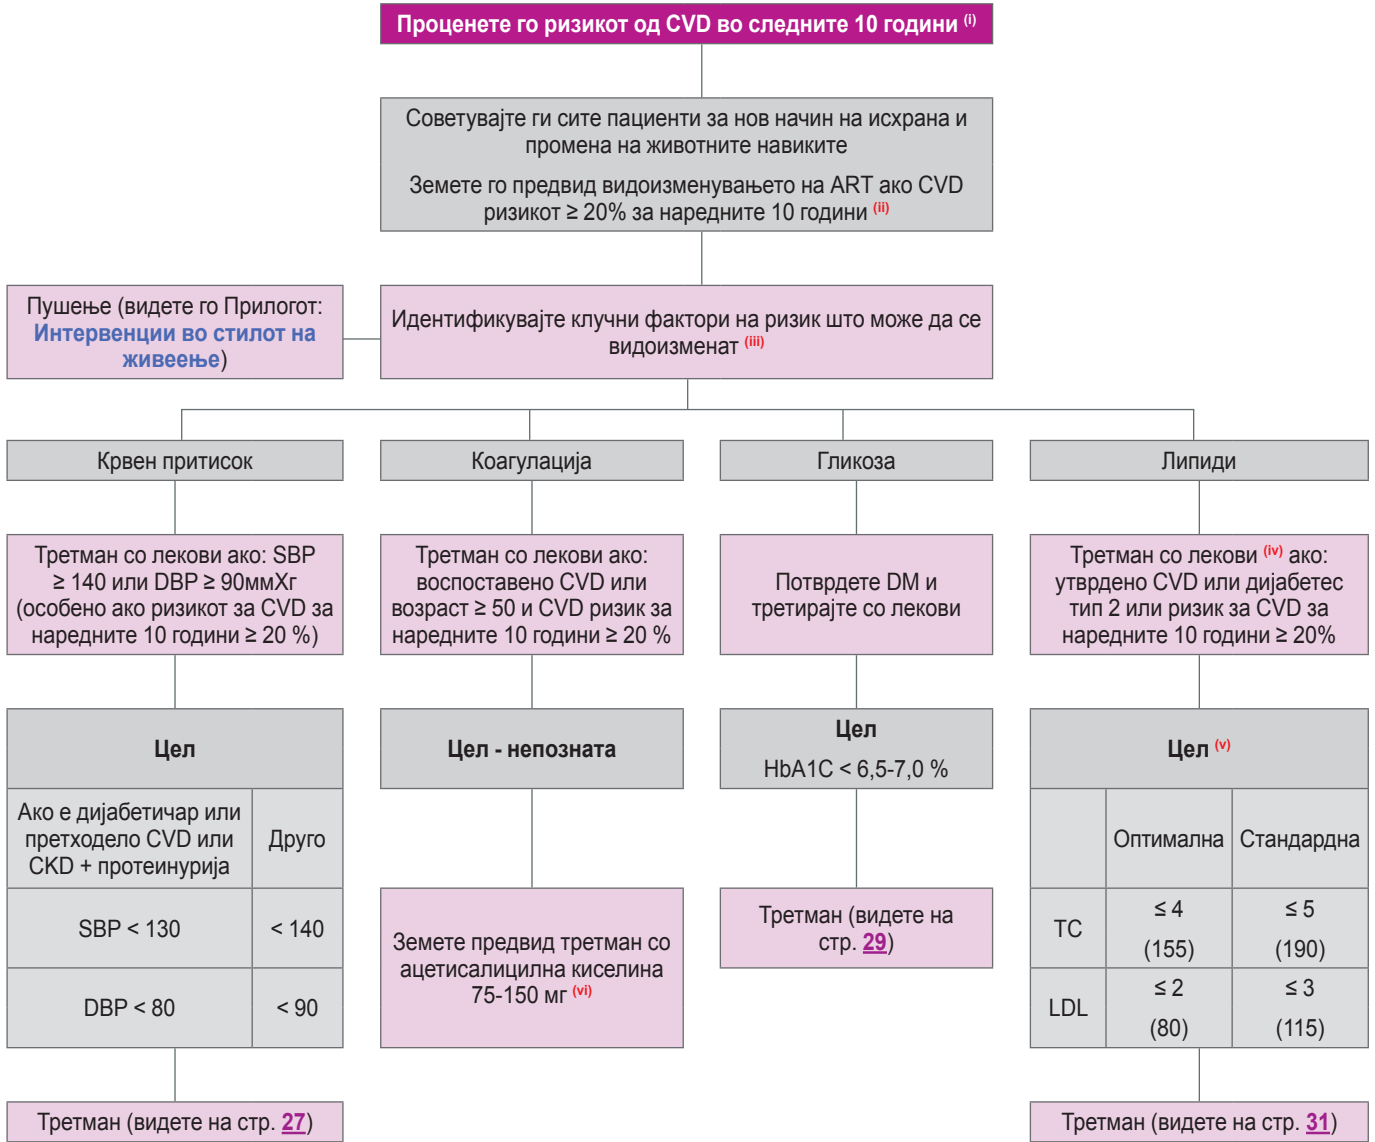 Проценете го ризикот од CVD во следните 10 години (i)
Советувајте ги сите пациенти за нов начин на исхрана и
промена на животните навиките
Земете го предвид видоизменувањето на ART ако CVD
ризикот ≥ 20% за наредните 10 години (ii)
Пушење (видете го Прилогот:
Интервенции во стилот на
живеење)
Идентификувајте клучни фактори на ризик што може да се
видоизменат (iii)
Крвен притисок
Коагулација
Гликоза
Липиди
Третман со лекови ако: SBP
≥ 140 или DBP ≥ 90ммХг
(особено ако ризикот за CVD за
наредните 10 години ≥ 20 %)
Третман со лекови ако:
воспоставено CVD или
возраст ≥ 50 и CVD ризик за
наредните 10 години ≥ 20 %
Потврдете DM и
третирајте со лекови
Третман со лекови (iv) ако:
утврдено CVD или дијабетес
тип 2 или ризик за CVD за
наредните 10 години ≥ 20%
Цел
Ако е дијабетичар или
претходело CVD или
CKD + протеинурија
Друго
SBP < 130
< 140
DBP < 80
< 90
Третман (видете на стр. 27)
Цел - непозната
Земете предвид третман со
ацетисалицилна киселина
75-150 мг (vi)
Цел
HbA1C < 6,5-7,0 %
Третман (видете на
стр. 29)
Цел (v)
Оптимална
Стандардна
TC
≤ 4
(155)
≤ 5
(190)
LDL
≤ 2
(80)
≤ 3
(115)
Третман (видете на стр. 31)